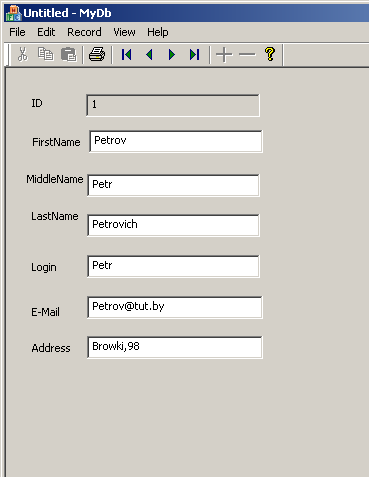 Untitled - MyDb
File Edit Record View Help
ID 1
FirstName Petrov
MiddleName Petr
LastName Petrovich
Login Petr
E-Mail Petrov@tut.by
Address Browki,98